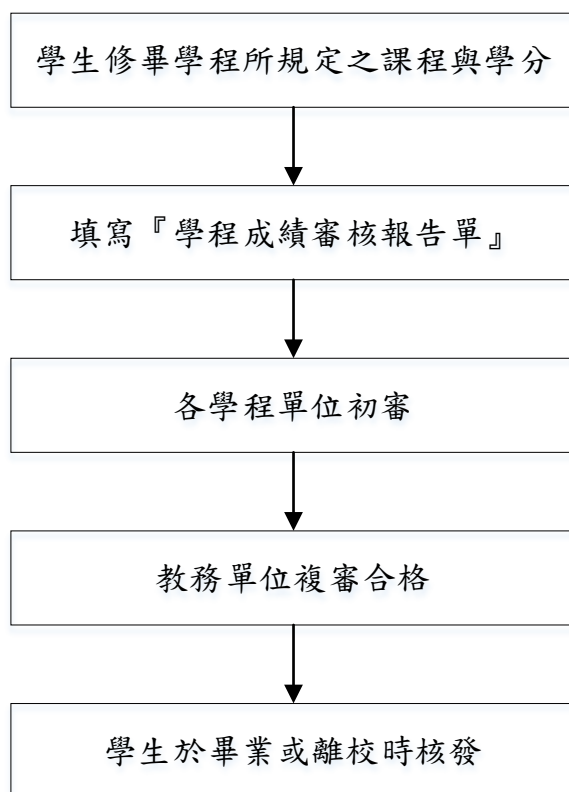 學生修畢學程所規定之課程與學分
填寫『學程成績審核報告單』
各學程單位初審
教務單位複審合格
學生於畢業或離校時核發